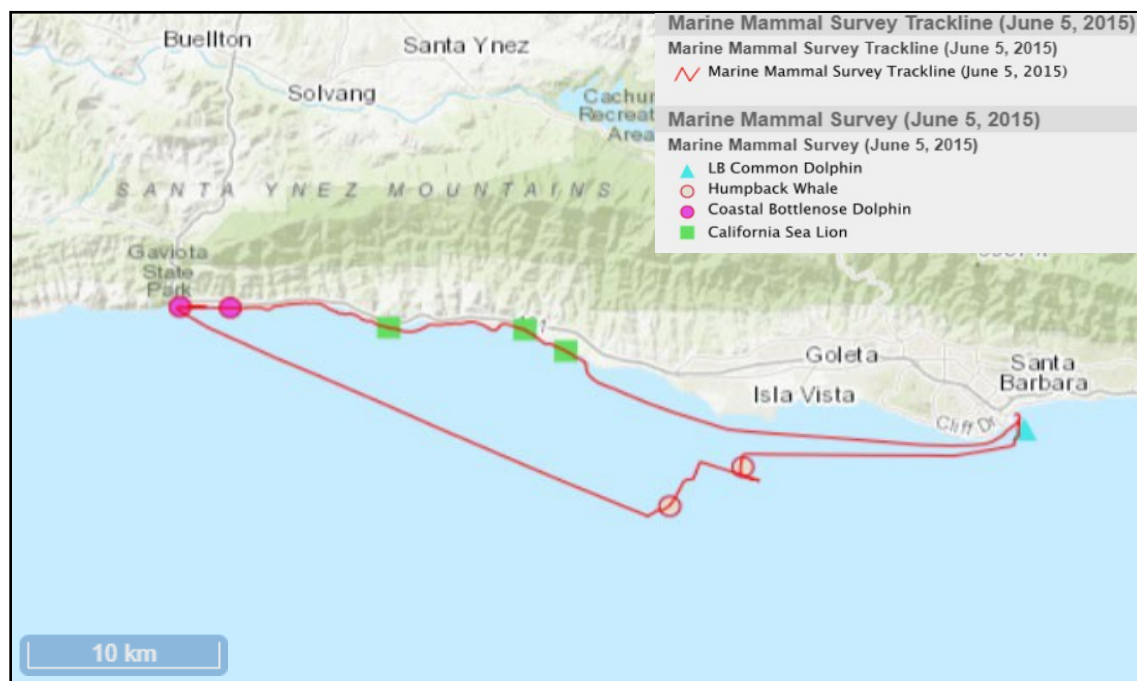 Marine Mammal Survey Trackline (June 5, 2015)
Marine Mammal Survey Trackline (June 5, 2015)
Marine Mammal Survey Trackline (June 5, 2015)
Marine Mammal Survey (June 5, 2015)
Marine Mammal Survey (June 5, 2015)
LB Common Dolphin
Humpback Whale
Coastal Bottlenose Dolphin
California Sea Lion
Buellton
Santa Ynez
Solvang
Cachu
Recreat
Area
SANTA YNEZ MOUNTAINS
Gaviota
State
Park
Goleta
Santa
Barbara
Isla Vista
Cliff Dr
10 km